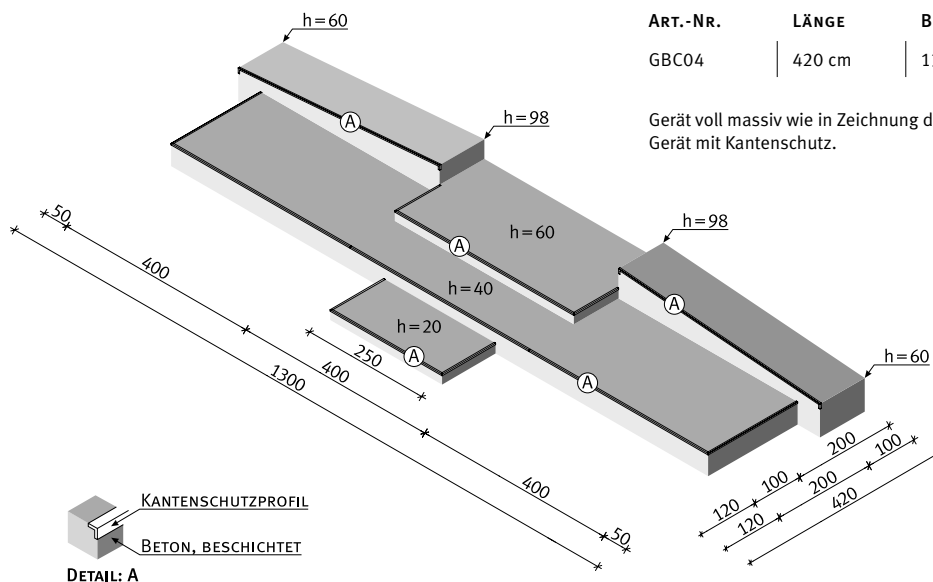 h=60
ART.-NR. LÄNGE
GBC04 420 cm
Gerät voll massiv wie in Zeichnung
Gerät mit Kantenschutz.
h=98
A
h=60
A
h=98
A
h=40
h=20
A
A
h=60
50
400
250
400
1300
400
50
200
100
100
120
200
120
420
KANTENSCHUTZPROFIL
BETON, BESCHICHTET
DETAIL: A